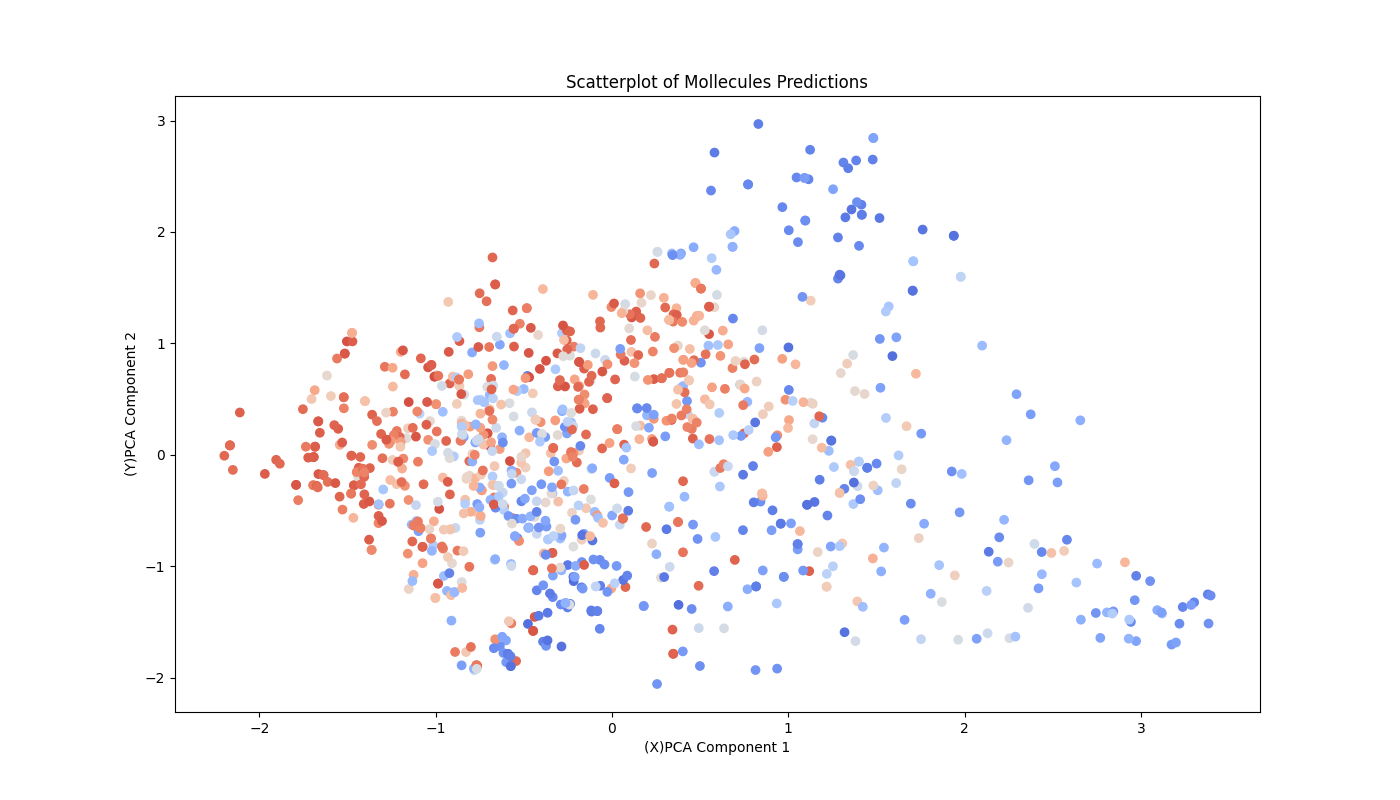 Scatterplot of Mollecules Predictions
3
2
1
0
−1
−2
(Y)PCA Component 2
−2 −1 0 1 2 3
(X)PCA Component 1